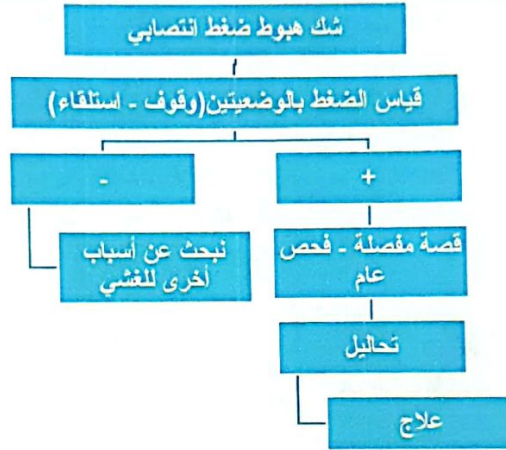 شك هبوط ضغط انتصابي
قياس الضغط بالوضعيتين(وقوف - استلقاء)
+
-
قصة مفصلة - فحص
عام
نبحث عن أسباب
أخرى للغشي
تحاليل
علاج